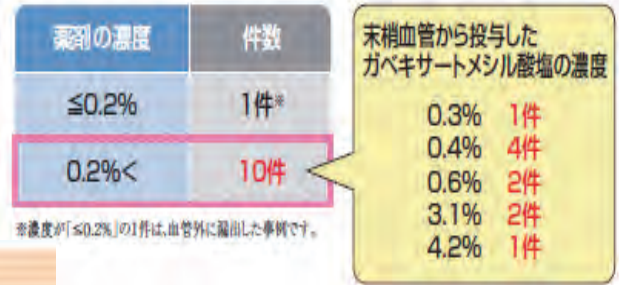 薬剤の濃度 件数
≦0.2% 1件※
0.2%< 10件
※濃度が「≦0.2%」の1件は、血管外に漏出した事例です。
末梢血管から投与した
ガベキサートメシル酸塩の濃度
0.3% 1件
0.4% 4件
0.6% 2件
3.1% 2件
4.2% 1件